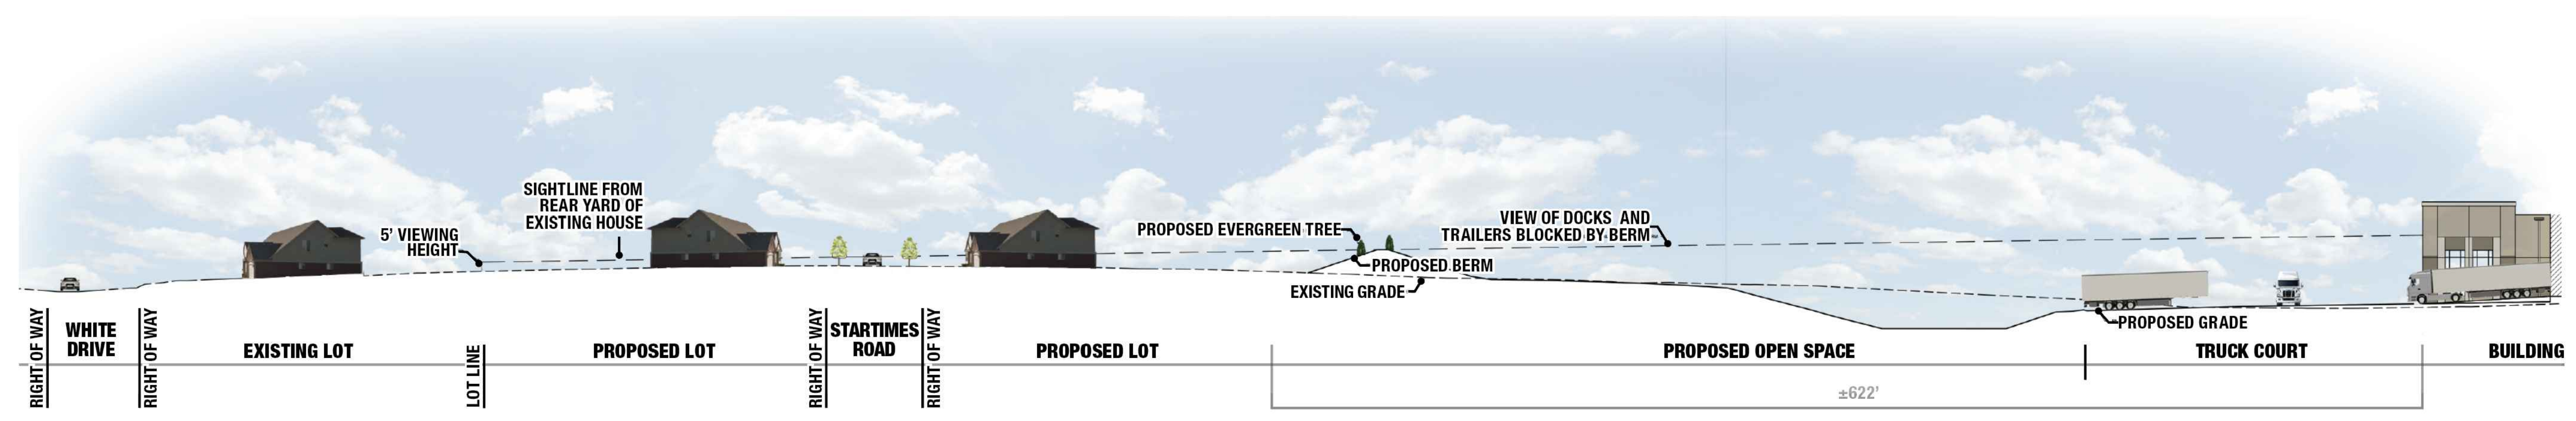 SIGHTLINE FROM
REAR YARD OF
EXISTING HOUSE
5' VIEWING
HEIGHT
PROPOSED EVERGREEN TREE
PROPOSED BERM
EXISTING GRADE
VIEW OF DOCKS AND
TRAILERS BLOCKED BY BERM
PROPOSED GRADE
RIGHT OF WAY
WHITE
DRIVE
RIGHT OF WAY
EXISTING LOT
LOT LINE
PROPOSED LOT
RIGHT OF WAY
STARTIMES
ROAD
RIGHT OF WAY
PROPOSED LOT
PROPOSED OPEN SPACE
TRUCK COURT
BUILDING
±622'